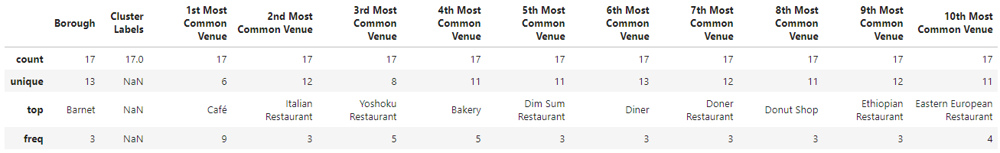 Borough Cluster Labels 1st Most Common Venue 2nd Most Common Venue 3rd Most Common Venue 4th Most Common Venue 5th Most Common Venue 6th Most Common Venue 7th Most Common Venue 8th Most Common Venue 9th Most Common Venue 10th Most Common Venue
count 17 17.0 17 17 17 17 17 17 17 17 17 17
unique 13 NaN 6 12 8 11 11 13 12 11 12 11
top Barnet NaN Café Italian Restaurant Yoshoku Restaurant Bakery Dim Sum Restaurant Diner Doner Restaurant Donut Shop Ethiopian Restaurant Eastern European Restaurant
freq 3 NaN 9 3 5 5 3 3 3 3 3 4